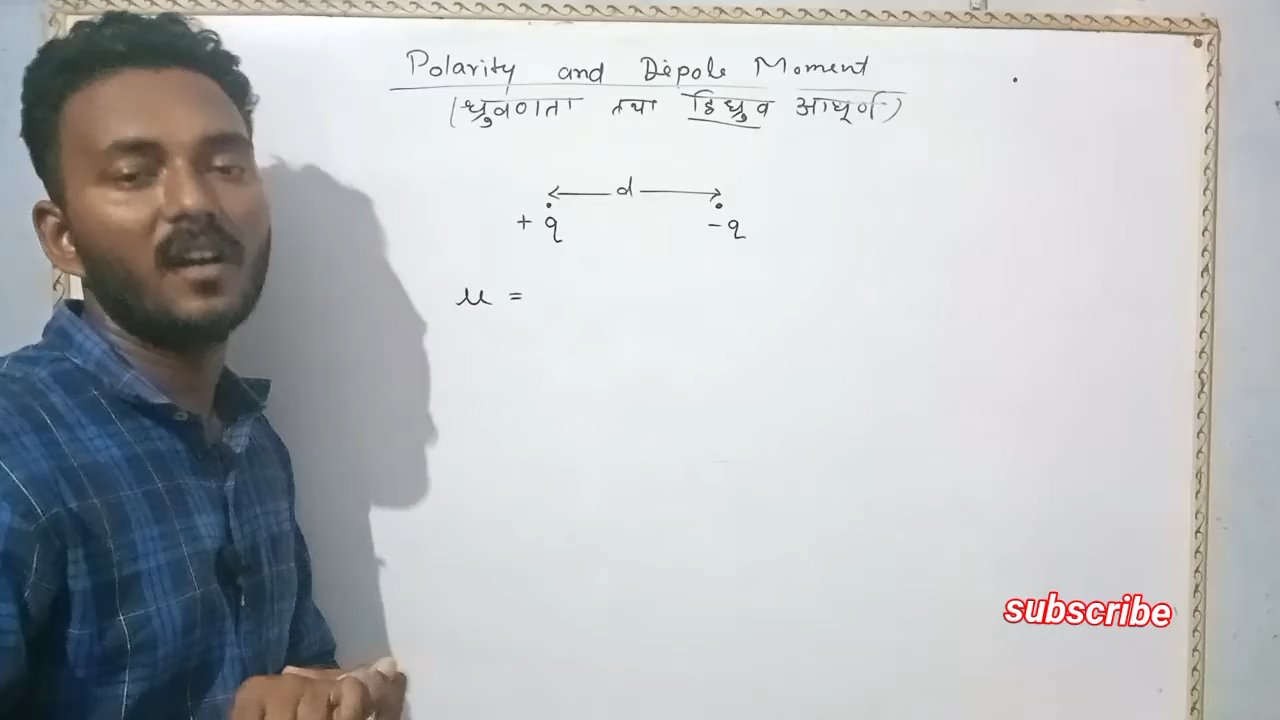 Polarity and Dipole Moment
(ध्रुवणता तथा द्विध्रुव आघूर्ण)
d
+ q - q
μ =
subscribe